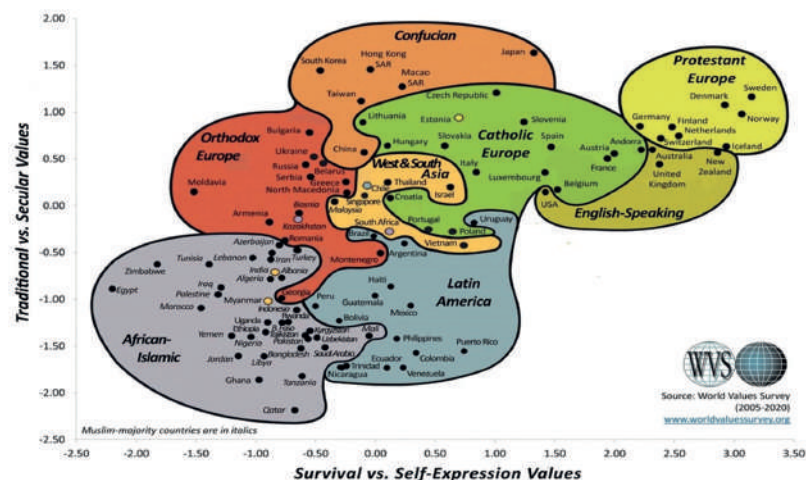 2.00
1.50
1.00
0.50
0.00
-0.50
-1.00
-1.50
-2.00
-2.50
Traditional vs. Secular Values
Confucian
Hong Kong
SAR
South Korea
Macao
SAR
Japan
Taiwan
Protestant
Europe
Sweden
Denmark
Norway
Germany
Finland
Netherlands
Switzerland
Iceland
Czech Republic
Lithuania
Estonia
Slovenia
Hungary
Slovakia
Catholic
Europe
Spain
Austria
Andorra
France
Italy
Luxembourg
Belgium
Croatia
Portugal
Poland
Australia
United
Kingdom
New
Zealand
USA
English-Speaking
Orthodox
Europe
Bulgaria
China
Ukraine
Russia
Belarus
Serbia
Greece
North Macedonia
Moldavia
Bosnia
Armenia
Kazakhstan
Romania
Montenegro
Georgia
West & South
Asia
Chile
Thailand
Singapore
Israel
Malaysia
South Africa
Vietnam
Uruguay
Brazil
Argentina
Latin
America
Haiti
Peru
Guatemala
Mexico
Bolivia
Philippines
Puerto Rico
Ecuador
Colombia
Trinidad
Venezuela
Nicaragua
Azerbaijan
Tunisia
Lebanon
Iran
Turkey
Zimbabwe
India
Albania
Algeria
Egypt
Iraq
Palestine
Myanmar
Morocco
Indonesia
Rwanda
Uganda
Ethiopia
B. Faso
Kyrgyzstan
Mali
African-
Islamic
Yemen
Nigeria
Tajikistan
Pakistan
Uzbekistan
Bangladesh
Saudi Arabia
Jordan
Libya
Ghana
Tanzania
Qatar
Muslim-majority countries are in italics
WVS
Source: World Values Survey
(2005-2020)
www.worldvaluessurvey.org
-2.50 -2.00 -1.50 -1.00 -0.50 0.00 0.50 1.00 1.50 2.00 2.50 3.00 3.50
Survival vs. Self-Expression Values